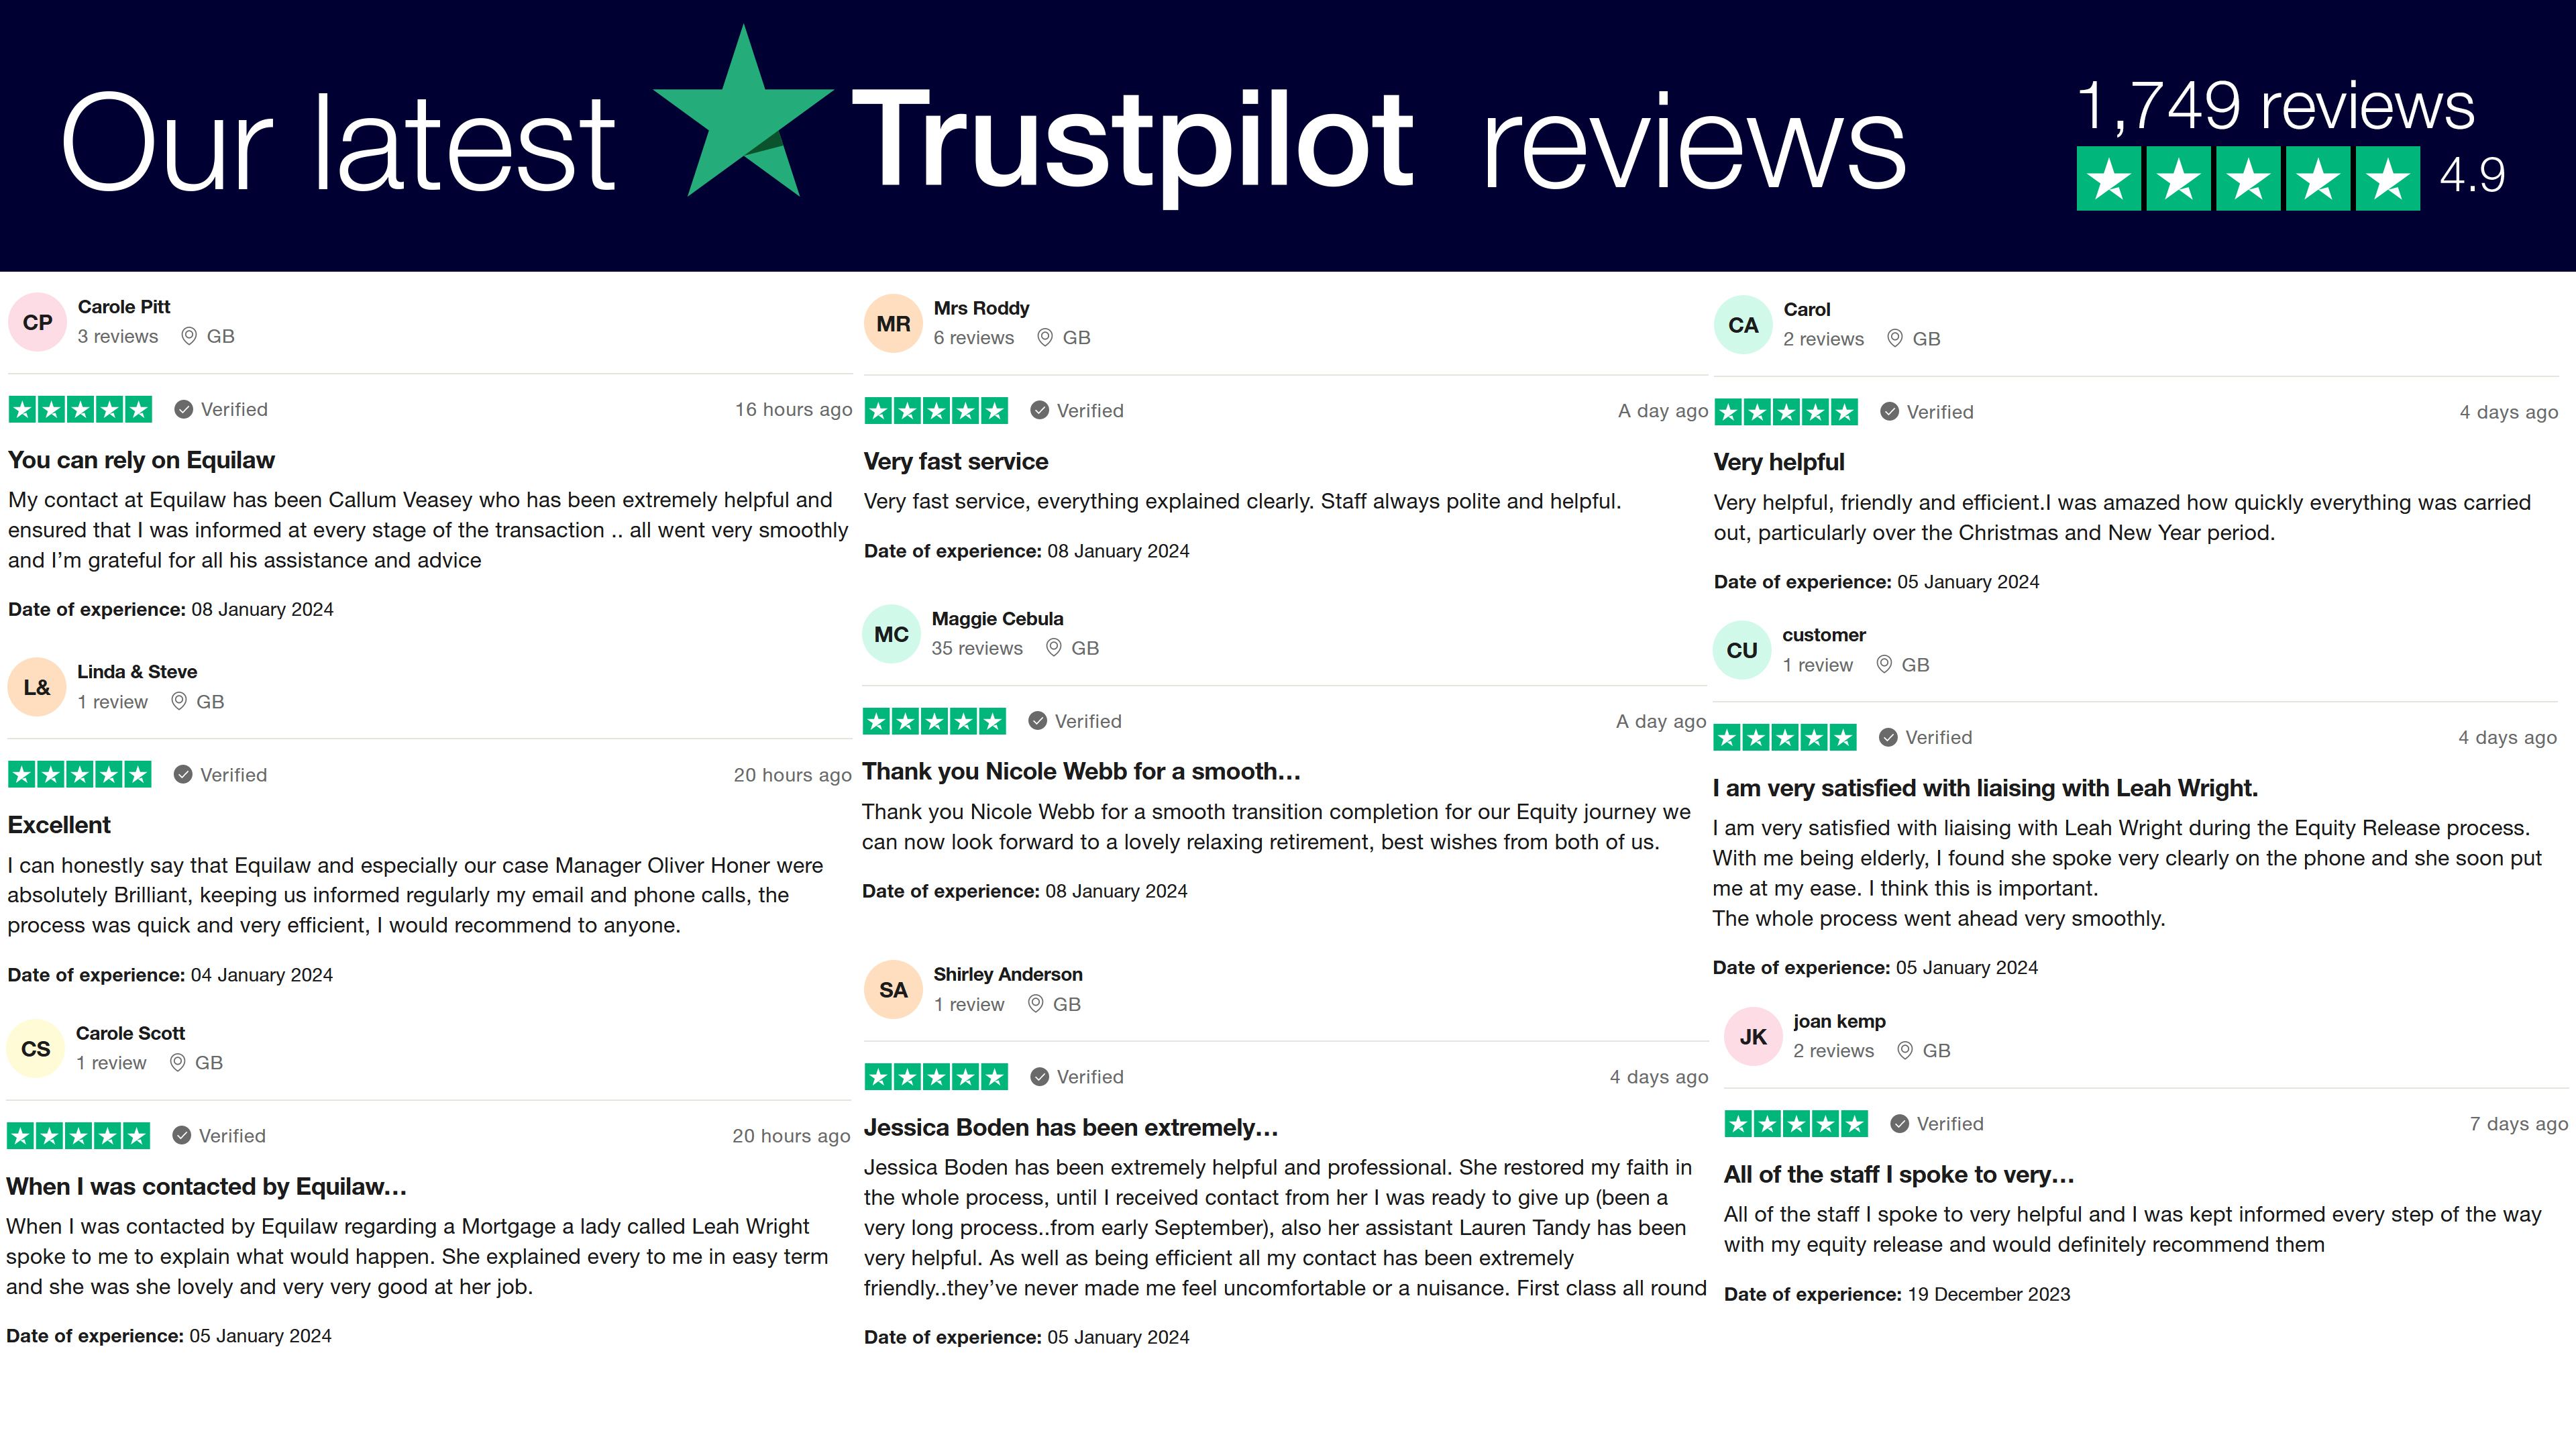 Our latest Trustpilot reviews
1,749 reviews
4.9
CP
Carole Pitt
3 reviews GB
Verified 16 hours ago
You can rely on Equilaw
My contact at Equilaw has been Callum Veasey who has been extremely helpful and
ensured that I was informed at every stage of the transaction .. all went very smoothly
and I’m grateful for all his assistance and advice
Date of experience: 08 January 2024
L&
Linda & Steve
1 review GB
Verified 20 hours ago
Excellent
I can honestly say that Equilaw and especially our case Manager Oliver Honer were
absolutely Brilliant, keeping us informed regularly my email and phone calls, the
process was quick and very efficient, I would recommend to anyone.
Date of experience: 04 January 2024
CS
Carole Scott
1 review GB
Verified 20 hours ago
When I was contacted by Equilaw…
When I was contacted by Equilaw regarding a Mortgage a lady called Leah Wright
spoke to me to explain what would happen. She explained every to me in easy term
and she was she lovely and very very good at her job.
Date of experience: 05 January 2024
MR
Mrs Roddy
6 reviews GB
Verified A day ago
Very fast service
Very fast service, everything explained clearly. Staff always polite and helpful.
Date of experience: 08 January 2024
MC
Maggie Cebula
35 reviews GB
Verified A day ago
Thank you Nicole Webb for a smooth…
Thank you Nicole Webb for a smooth transition completion for our Equity journey we
can now look forward to a lovely relaxing retirement, best wishes from both of us.
Date of experience: 08 January 2024
SA
Shirley Anderson
1 review GB
Verified 4 days ago
Jessica Boden has been extremely…
Jessica Boden has been extremely helpful and professional. She restored my faith in
the whole process, until I received contact from her I was ready to give up (been a
very long process..from early September), also her assistant Lauren Tandy has been
very helpful. As well as being efficient all my contact has been extremely
friendly..they’ve never made me feel uncomfortable or a nuisance. First class all round
Date of experience: 05 January 2024
CA
Carol
2 reviews GB
Verified 4 days ago
Very helpful
Very helpful, friendly and efficient.I was amazed how quickly everything was carried
out, particularly over the Christmas and New Year period.
Date of experience: 05 January 2024
CU
customer
1 review GB
Verified 4 days ago
I am very satisfied with liaising with Leah Wright.
I am very satisfied with liaising with Leah Wright during the Equity Release process.
With me being elderly, I found she spoke very clearly on the phone and she soon put
me at my ease. I think this is important.
The whole process went ahead very smoothly.
Date of experience: 05 January 2024
JK
joan kemp
2 reviews GB
Verified 7 days ago
All of the staff I spoke to very…
All of the staff I spoke to very helpful and I was kept informed every step of the way
with my equity release and would definitely recommend them
Date of experience: 19 December 2023